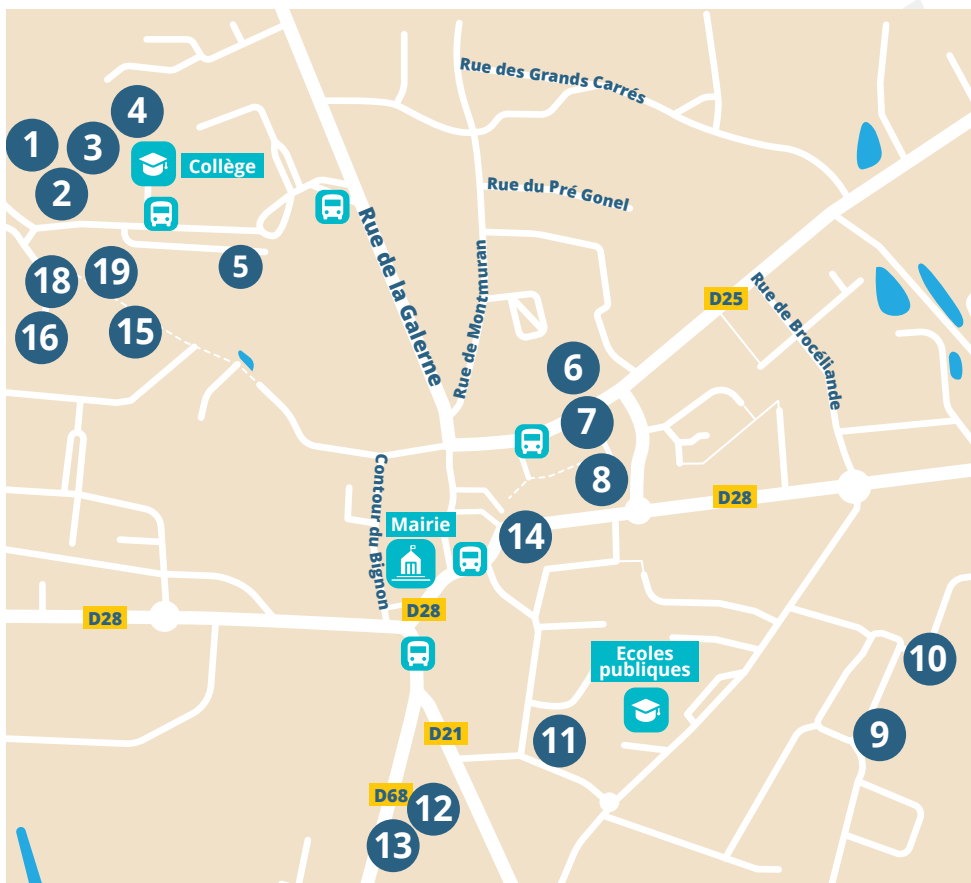 Rue des Grands Carrés
4
1
3
Collège
2
Rue du Pré Gonel
Rue de la Galerne
Rue de Montmuran
18
19
5
D25
Rue de Brocéliande
16
15
6
7
8
Contour du Bignon
D28
Mairie
14
D28
D28
Ecoles
publiques
10
11
9
D21
D68
12
13